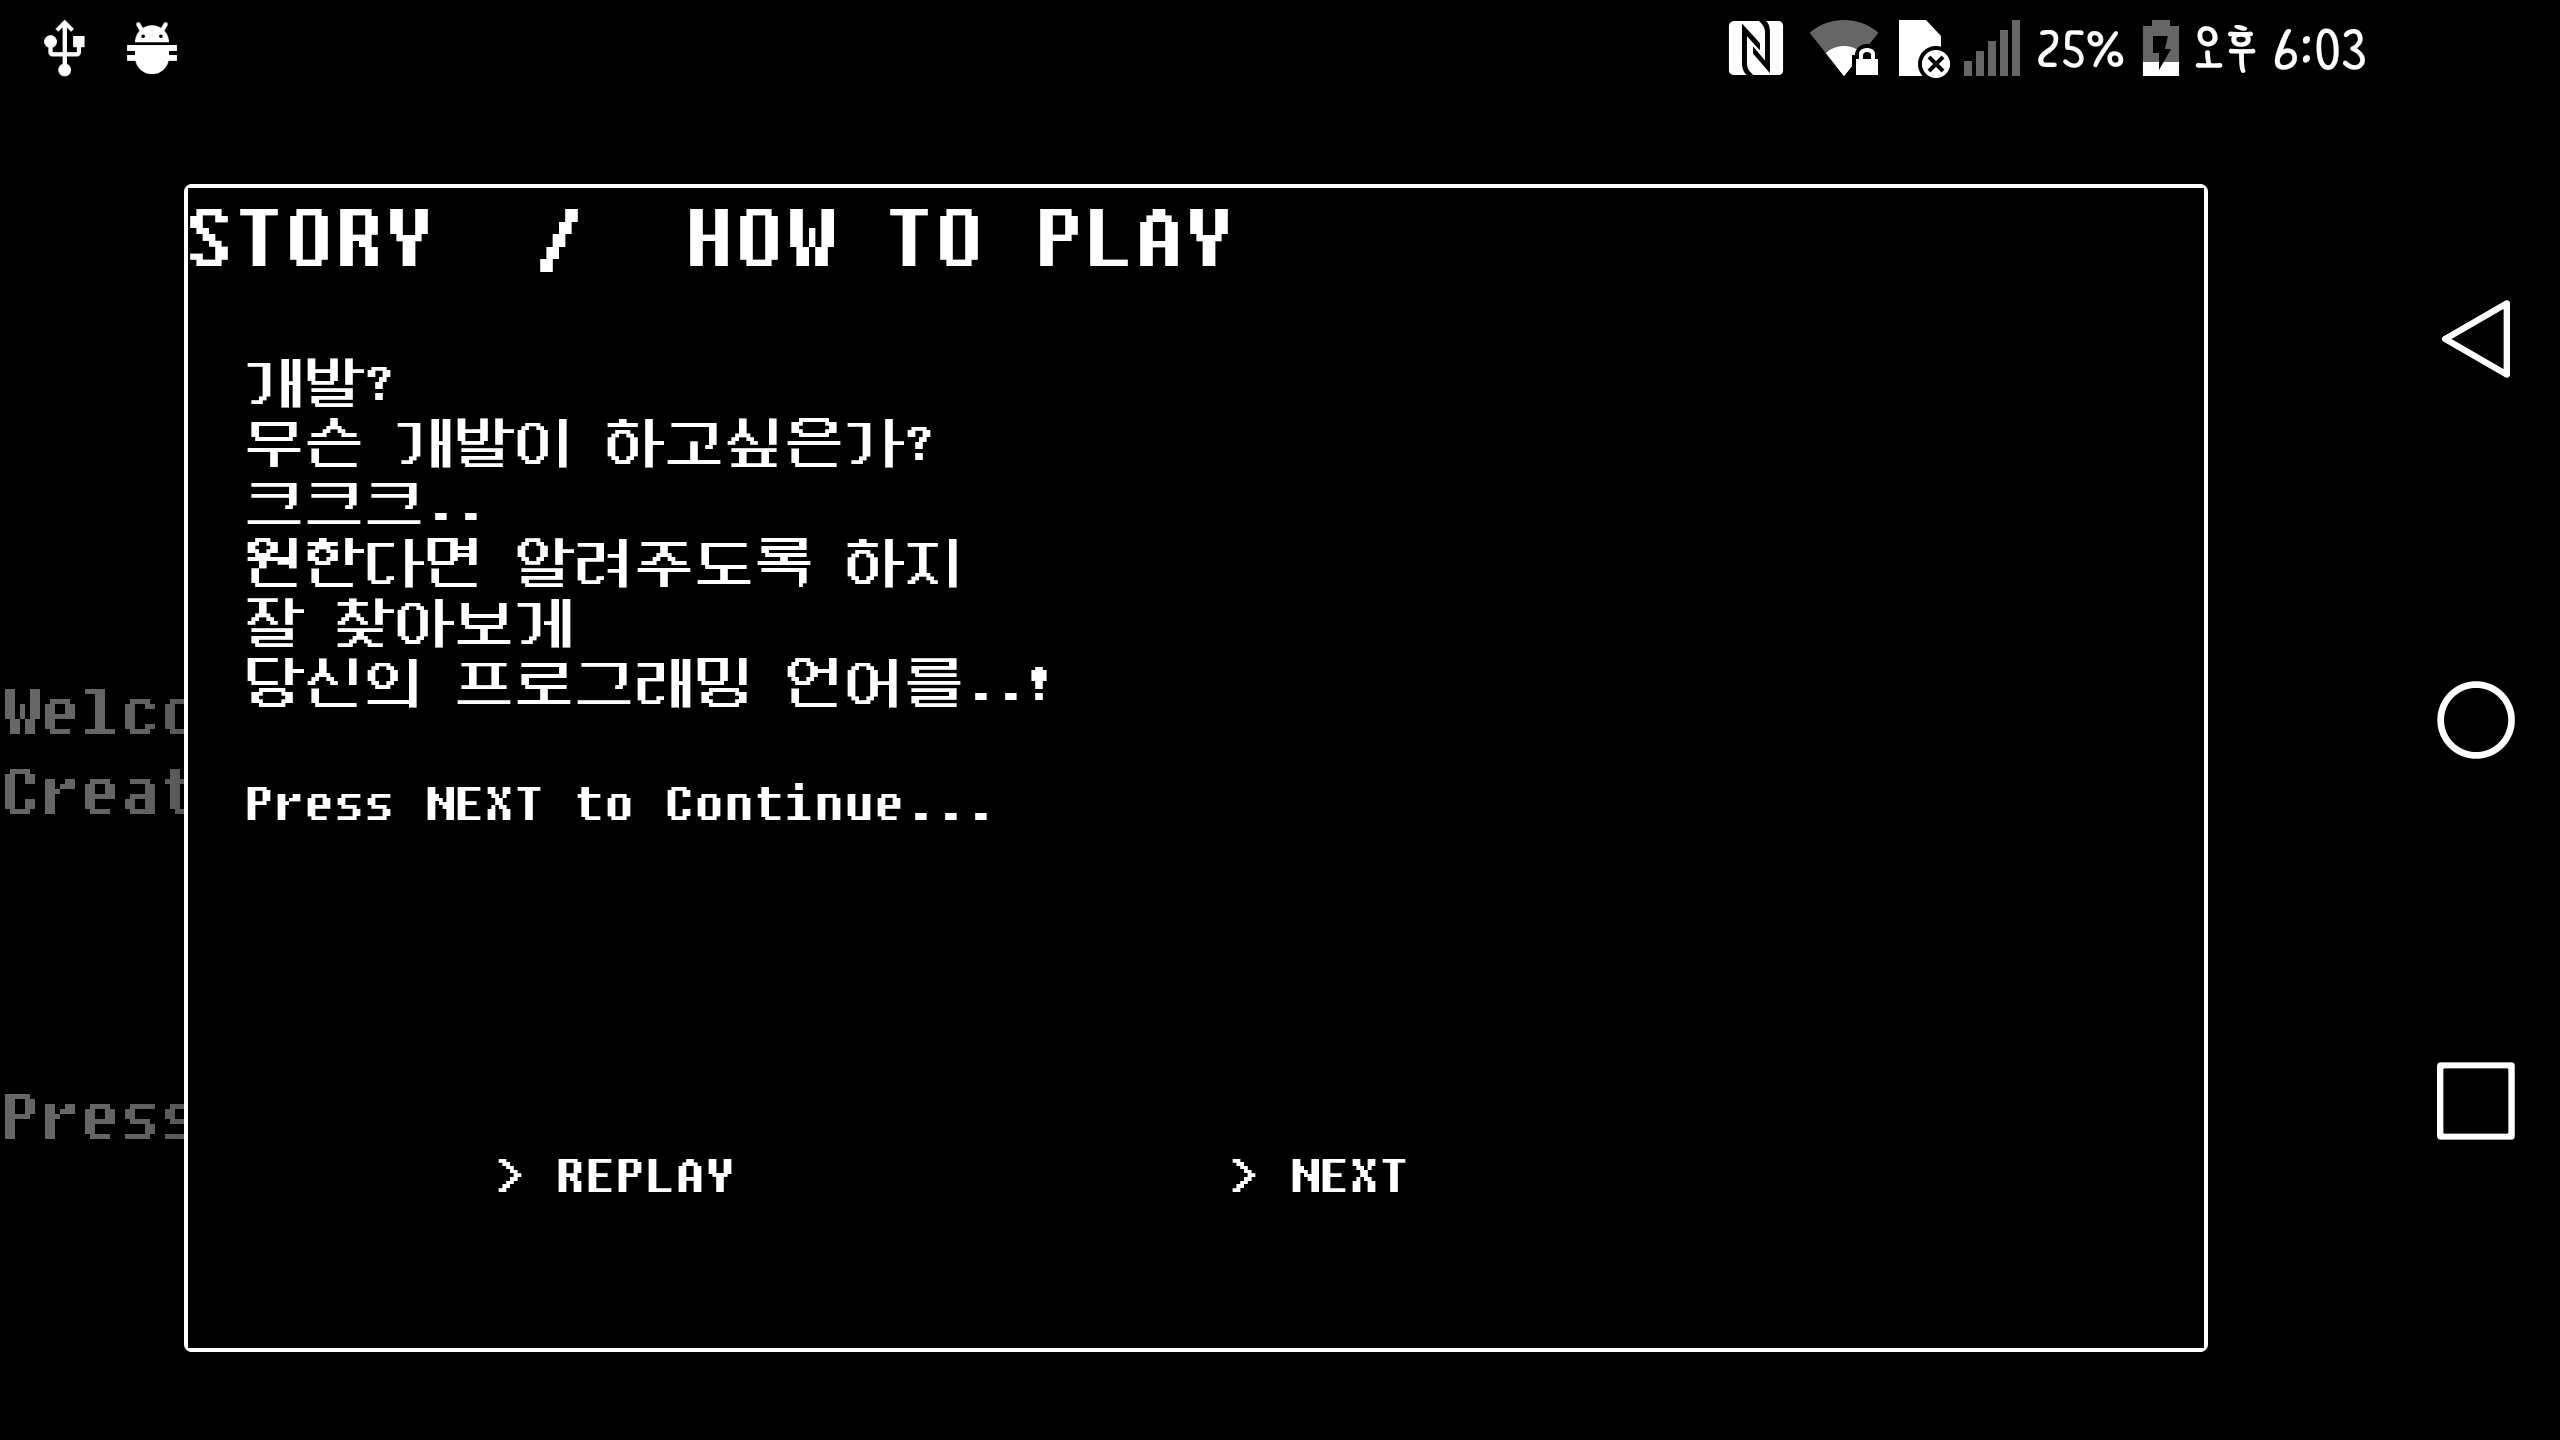 25% 오후 6:03
STORY / HOW TO PLAY
개발?
무슨 개발이 하고싶은가?
크크크..
원한다면 알려주도록 하지
잘 찾아보게
당신의 프로그래밍 언어를..!
Welco
Creat
Press NEXT to Continue...
Press
> REPLAY
> NEXT